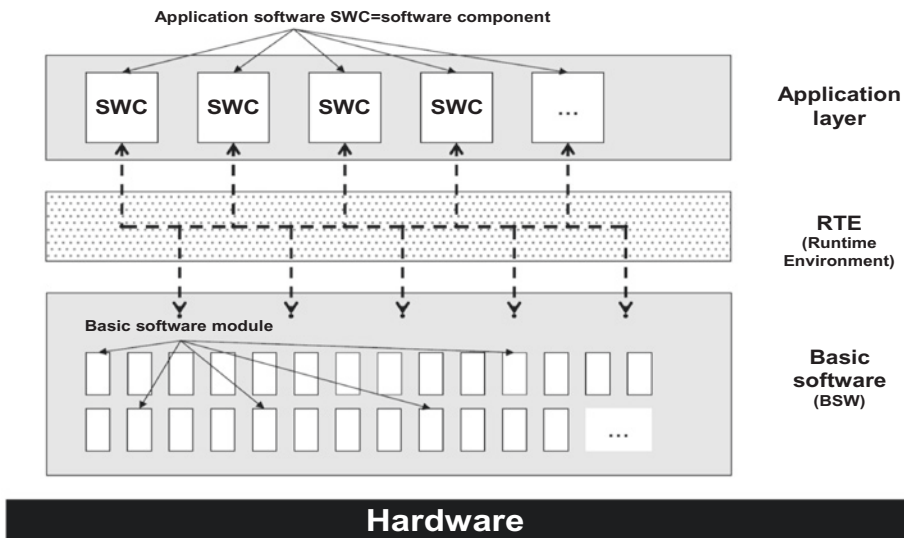 Application software SWC=software component
SWC
SWC
SWC
SWC
...
Application
layer
RTE
(Runtime
Environment)
Basic software module
Basic
software
(BSW)
...
Hardware